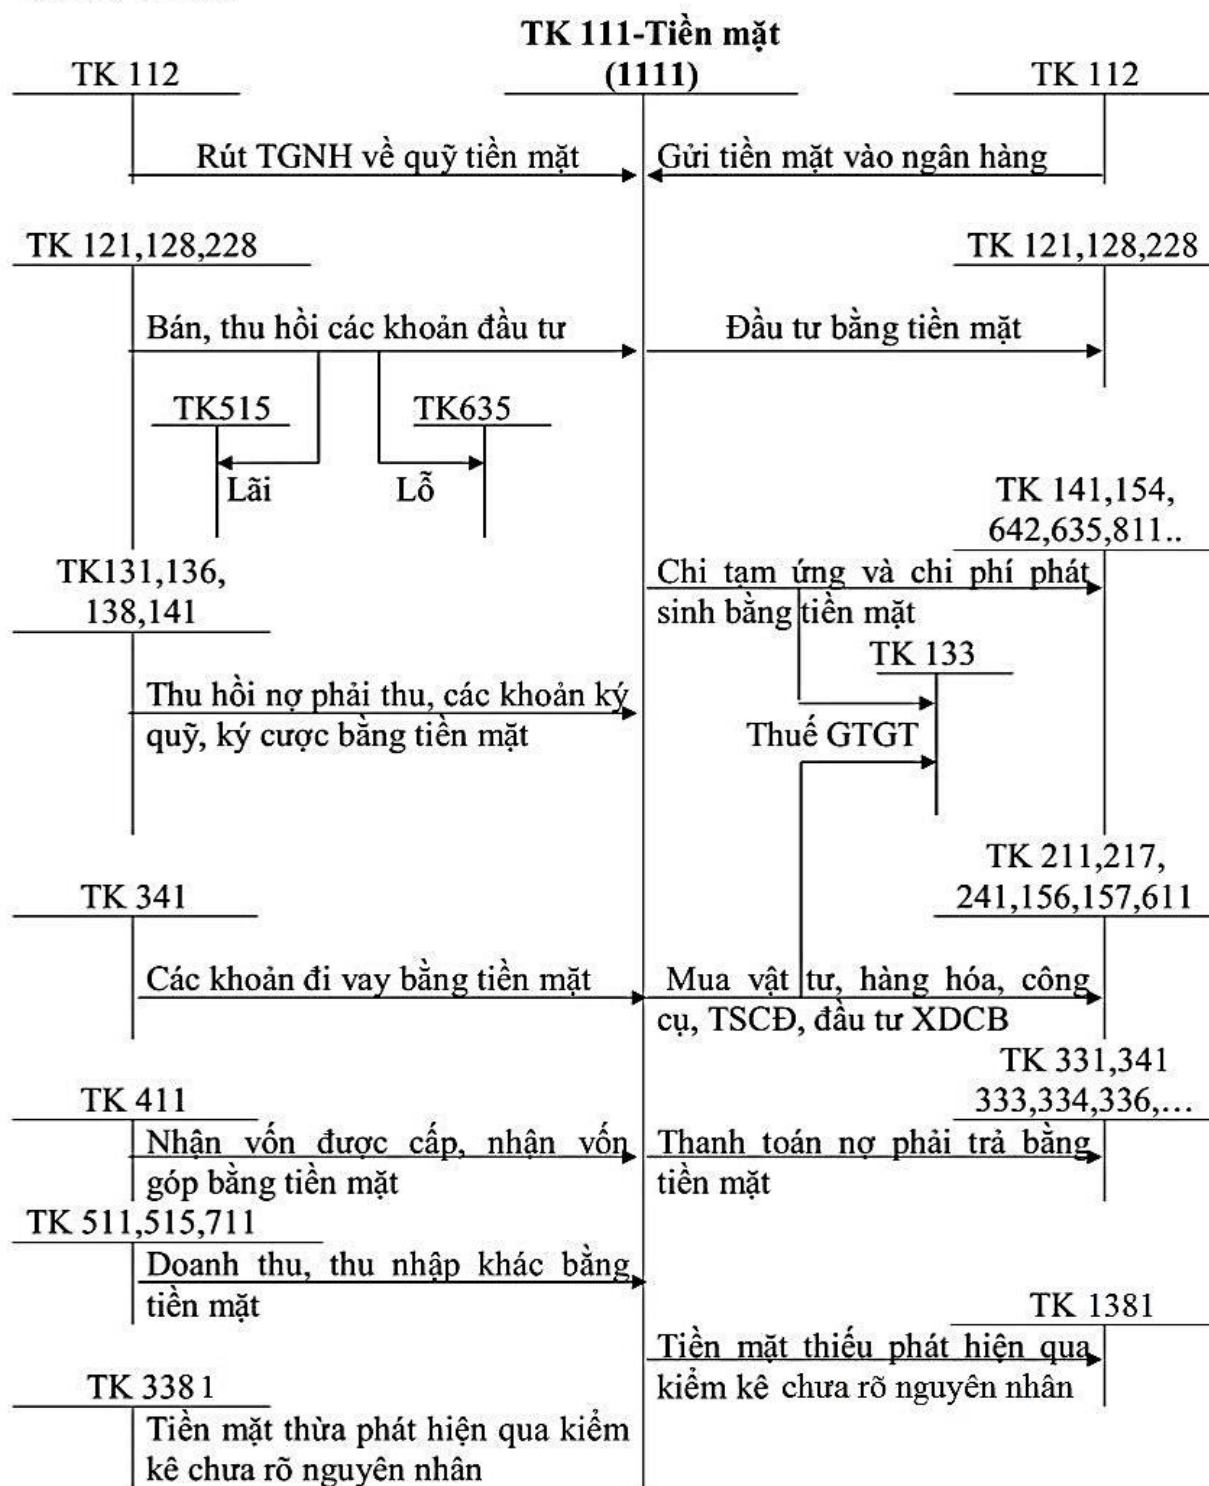 TK 111-Tiền mặt
(1111)
TK 112
TK 112
Rút TGNH về quỹ tiền mặt
Gửi tiền mặt vào ngân hàng
TK 121,128,228
TK 121,128,228
Bán, thu hồi các khoản đầu tư
Đầu tư bằng tiền mặt
TK515
TK635
Lãi
Lỗ
TK 141,154,
642,635,811..
TK131,136,
138,141
Chi tạm ứng và chi phí phát
sinh bằng tiền mặt
TK 133
Thu hồi nợ phải thu, các khoản ký
quỹ, ký cược bằng tiền mặt
Thuế GTGT
TK 211,217,
241,156,157,611
TK 341
Các khoản đi vay bằng tiền mặt
Mua vật tư, hàng hóa, công
cụ, TSCĐ, đầu tư XDCB
TK 331,341
333,334,336,...
TK 411
Nhận vốn được cấp, nhận vốn
góp bằng tiền mặt
Thanh toán nợ phải trả bằng
tiền mặt
TK 511,515,711
Doanh thu, thu nhập khác bằng
tiền mặt
TK 1381
Tiền mặt thiếu phát hiện qua
kiểm kê chưa rõ nguyên nhân
TK 3381
Tiền mặt thừa phát hiện qua kiểm
kê chưa rõ nguyên nhân